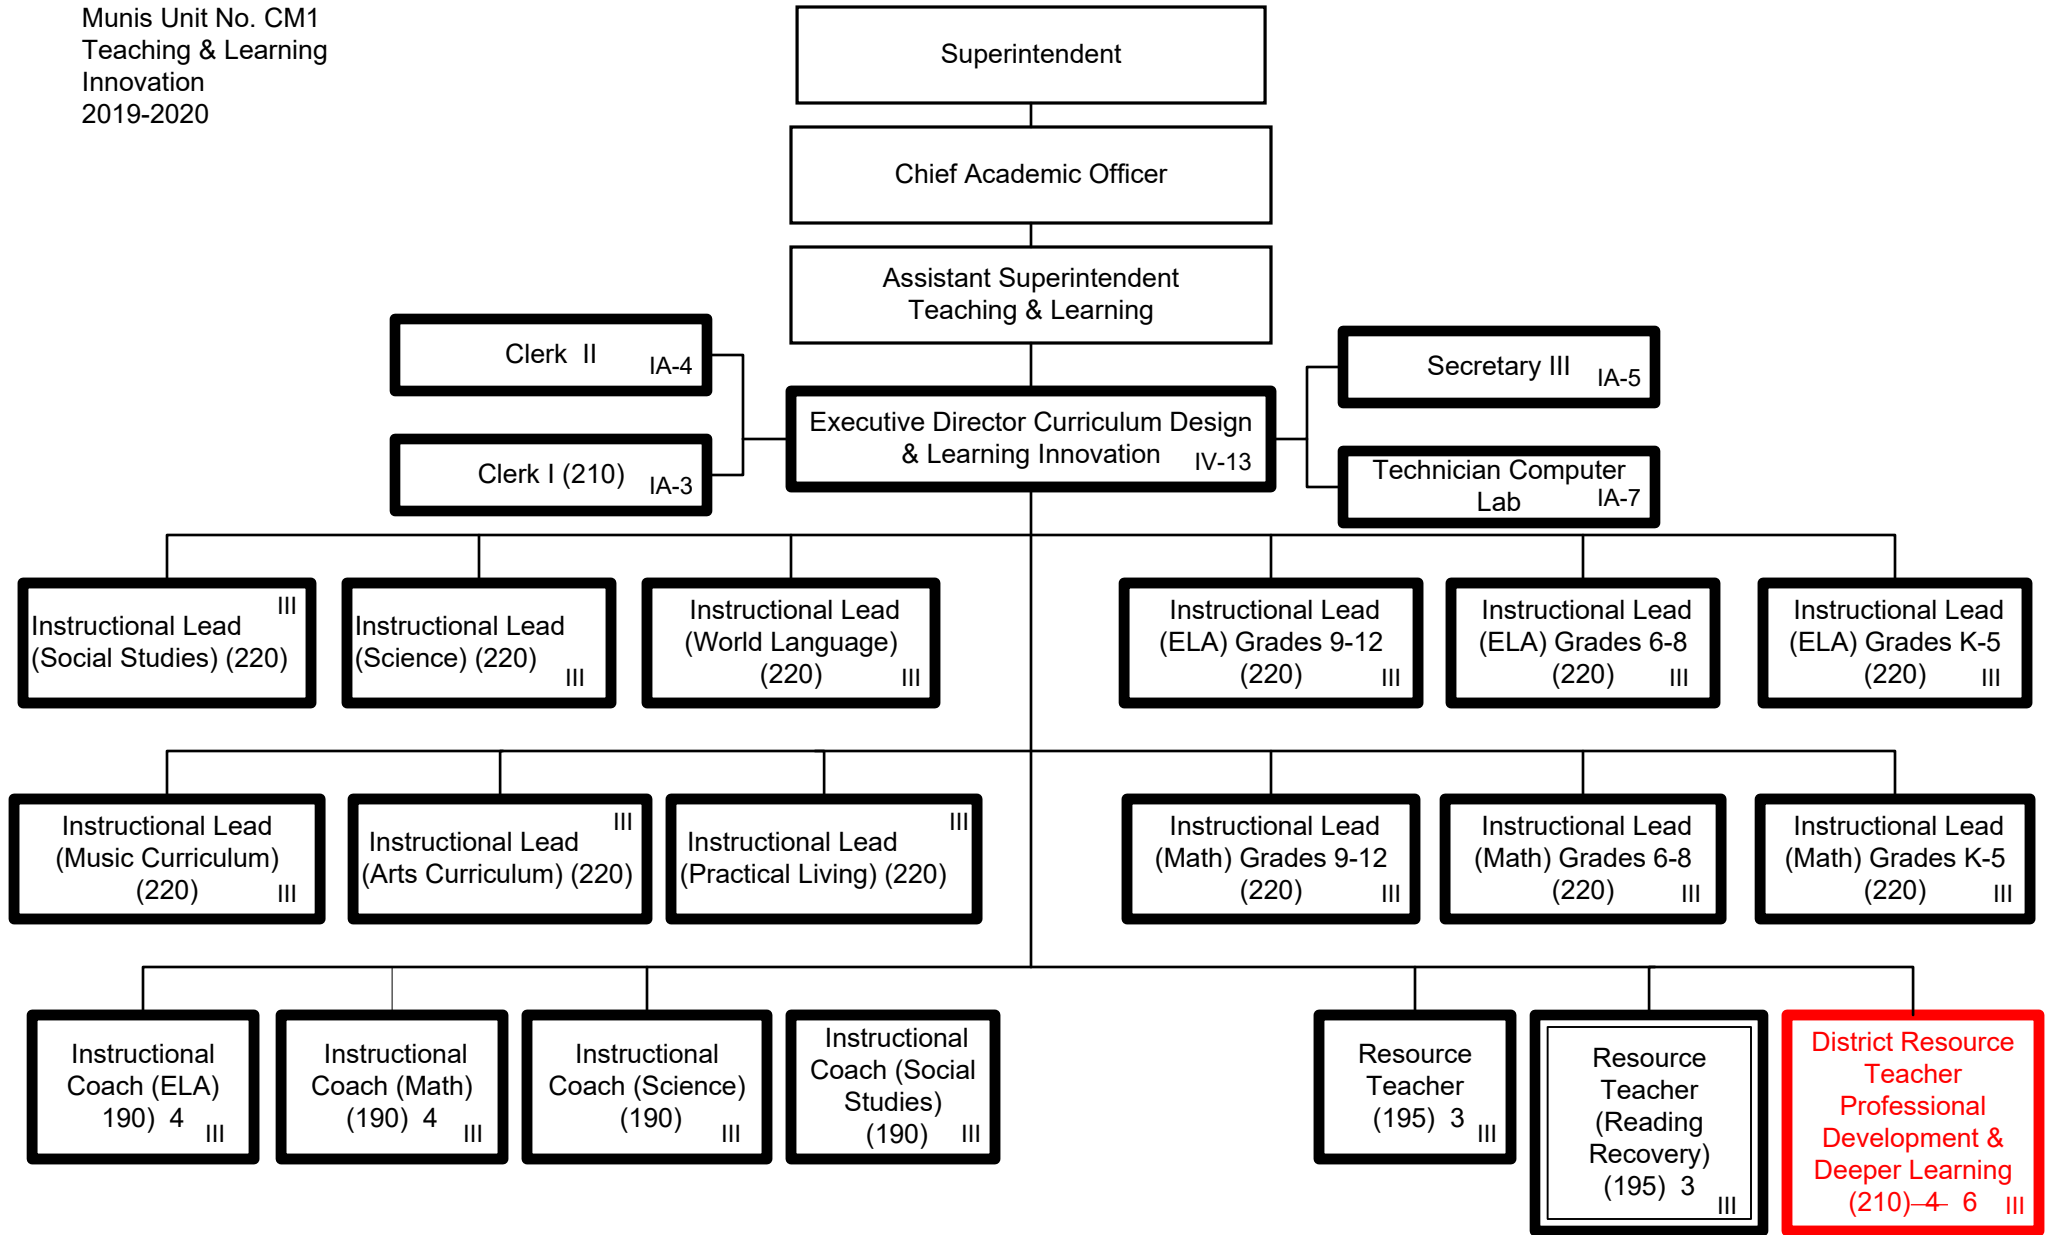 Munis Unit No. CM1
Teaching & Learning
Innovation
2019-2020
Superintendent
Chief Academic Officer
Assistant Superintendent
Teaching & Learning
Clerk  II
IA-4
Clerk I (210)
IA-3
Executive Director Curriculum Design
& Learning Innovation
IV-13
Secretary III
IA-5
Technician Computer
Lab
IA-7
III
Instructional Lead
(Social Studies) (220)
Instructional Lead
(Science) (220)
III
Instructional Lead
(World Language)
(220)
III
Instructional Lead
(ELA) Grades 9-12
(220)
III
Instructional Lead
(ELA) Grades 6-8
(220)
III
Instructional Lead
(ELA) Grades K-5
(220)
III
Instructional Lead
(Music Curriculum)
(220)
III
III
Instructional Lead
(Arts Curriculum) (220)
III
Instructional Lead
(Practical Living) (220)
Instructional Lead
(Math) Grades 9-12
(220)
III
Instructional Lead
(Math) Grades 6-8
(220)
III
Instructional Lead
(Math) Grades K-5
(220)
III
Instructional
Coach (ELA)
190)  4
III
Instructional
Coach (Math)
(190)  4
III
Instructional
Coach (Science)
(190)
III
Instructional
Coach (Social
Studies)
(190)
III
Resource
Teacher
(195)  3
III
Resource
Teacher
(Reading
Recovery)
(195)  3
III
District Resource
Teacher
Professional
Development &
Deeper Learning
(210)  4  6
III